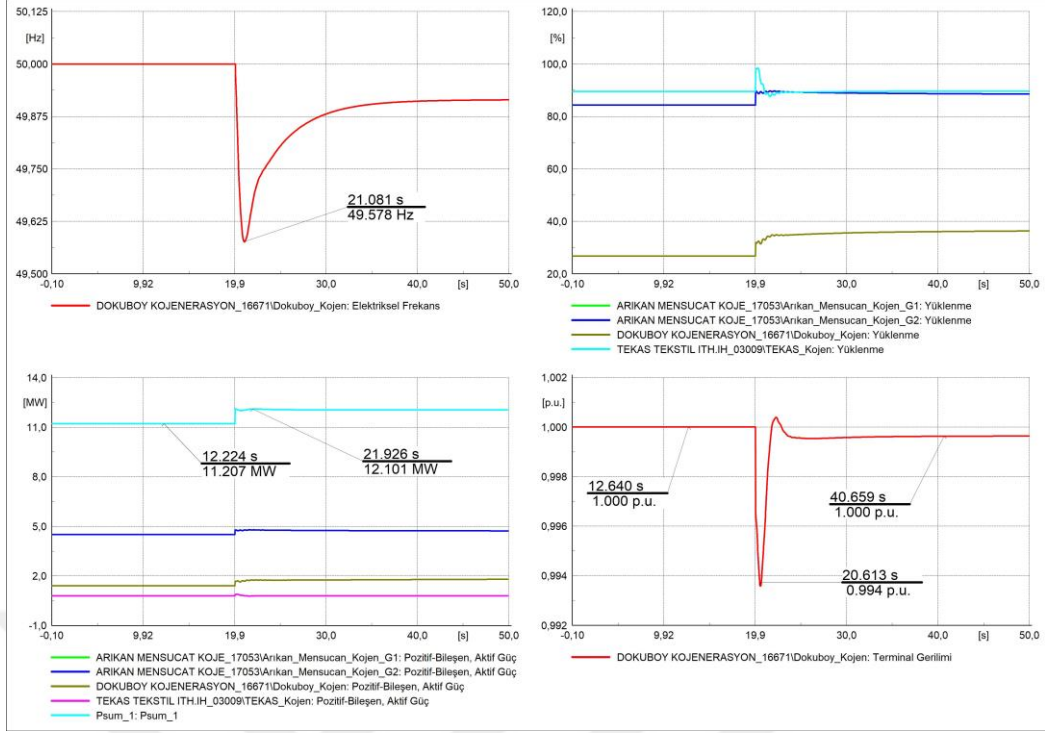 50,125
[Hz]
50,000
49,875
49,750
49,625
49,500
21.081 s
49.578 Hz
-0,10
9,92
19,9
30,0
40,0
[s]
50,0
DOKUBOY KOJENERASYON_16671\Dokuboy_Kojen: Elektriksel Frekans
120,0
[%]
100,0
80,0
60,0
40,0
20,0
-0,10
9,92
19,9
30,0
40,0
[s]
50,0
ARIKAN MENSUCAT KOJE_17053\Arıkan_Mensucan_Kojen_G1: Yüklenme
ARIKAN MENSUCAT KOJE_17053\Arıkan_Mensucan_Kojen_G2: Yüklenme
DOKUBOY KOJENERASYON_16671\Dokuboy_Kojen: Yüklenme
TEKAS TEKSTIL ITH.IH_03009\TEKAS_Kojen: Yüklenme
14,0
[MW]
11,0
8,0
5,0
2,0
-1,0
12.224 s
11.207 MW
21.926 s
12.101 MW
-0,10
9,92
19,9
30,0
40,0
[s]
50,0
ARIKAN MENSUCAT KOJE_17053\Arıkan_Mensucan_Kojen_G1: Pozitif-Bileşen, Aktif Güç
ARIKAN MENSUCAT KOJE_17053\Arıkan_Mensucan_Kojen_G2: Pozitif-Bileşen, Aktif Güç
DOKUBOY KOJENERASYON_16671\Dokuboy_Kojen: Pozitif-Bileşen, Aktif Güç
TEKAS TEKSTIL ITH.IH_03009\TEKAS_Kojen: Pozitif-Bileşen, Aktif Güç
Psum_1: Psum_1
1,002
[p.u.]
1,000
0,998
0,996
0,994
0,992
12.640 s
1.000 p.u.
40.659 s
1.000 p.u.
20.613 s
0.994 p.u.
-0,10
9,92
19,9
30,0
40,0
[s]
50,0
DOKUBOY KOJENERASYON_16671\Dokuboy_Kojen: Terminal Gerilimi